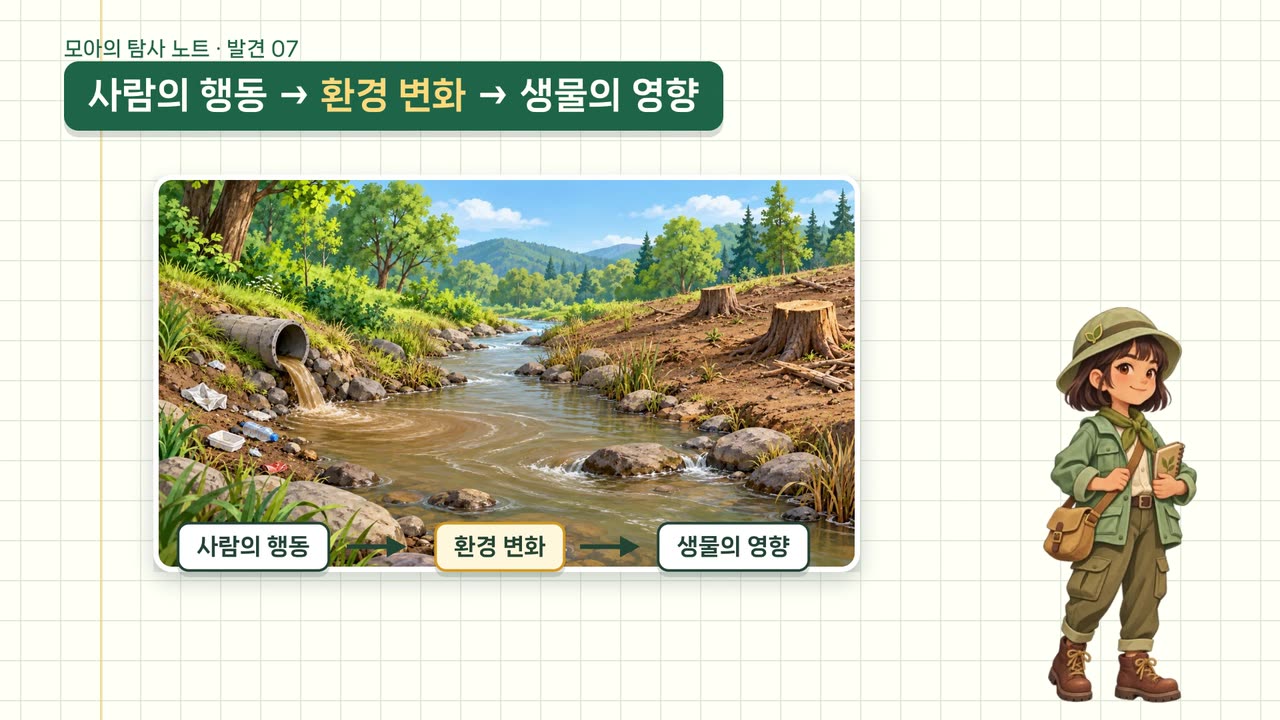 모아의 탐사 노트 · 발견 07
사람의 행동 → 환경 변화 → 생물의 영향
사람의 행동 → 환경 변화 → 생물의 영향